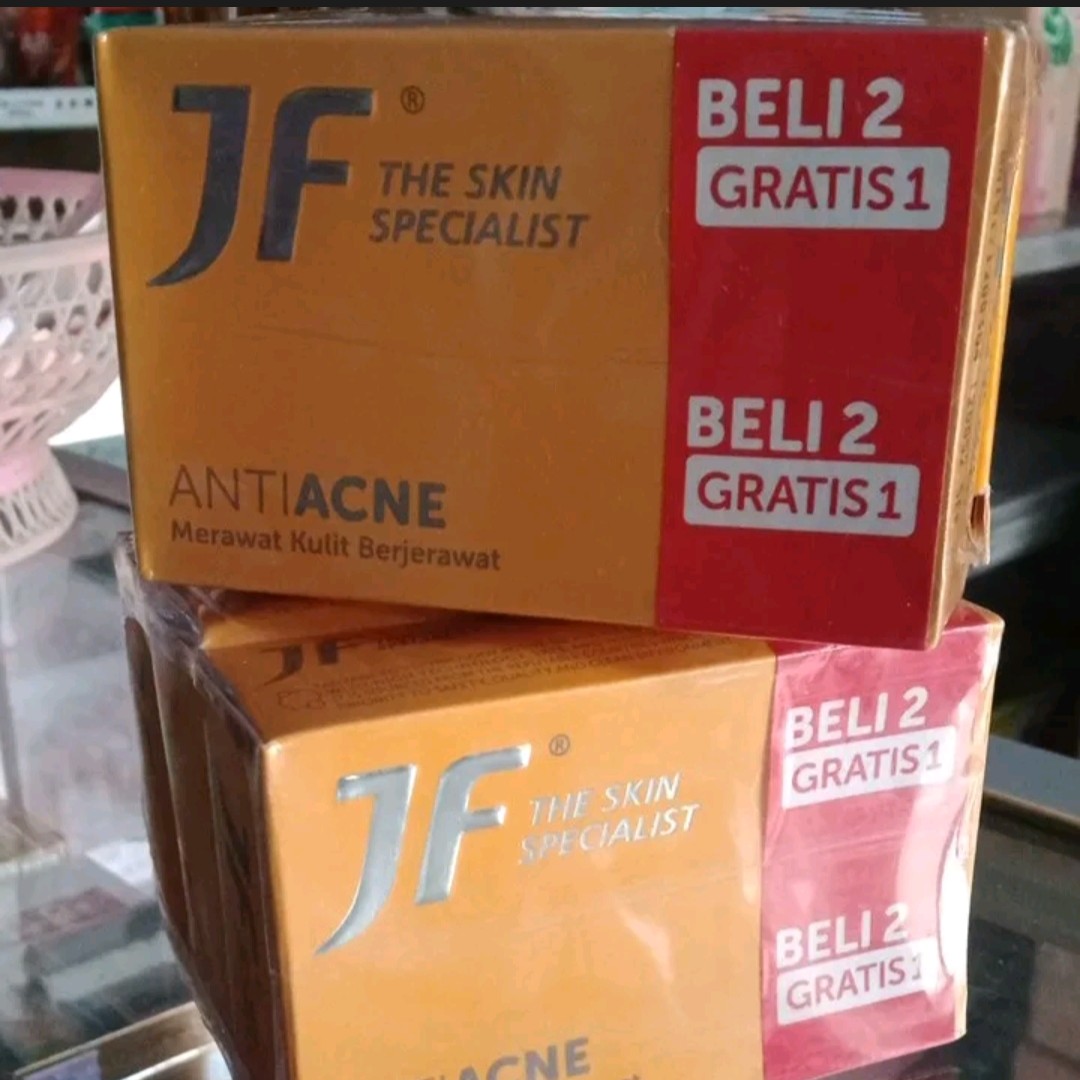 JF®
THE SKIN
SPECIALIST
BELI 2
GRATIS 1
BELI 2
GRATIS 1
ANTIACNE
Merawat Kulit Berjerawat
JF
JF®
THE SKIN
SPECIALIST
BELI 2
GRATIS 1
BELI 2
GRATIS 1
ACNE